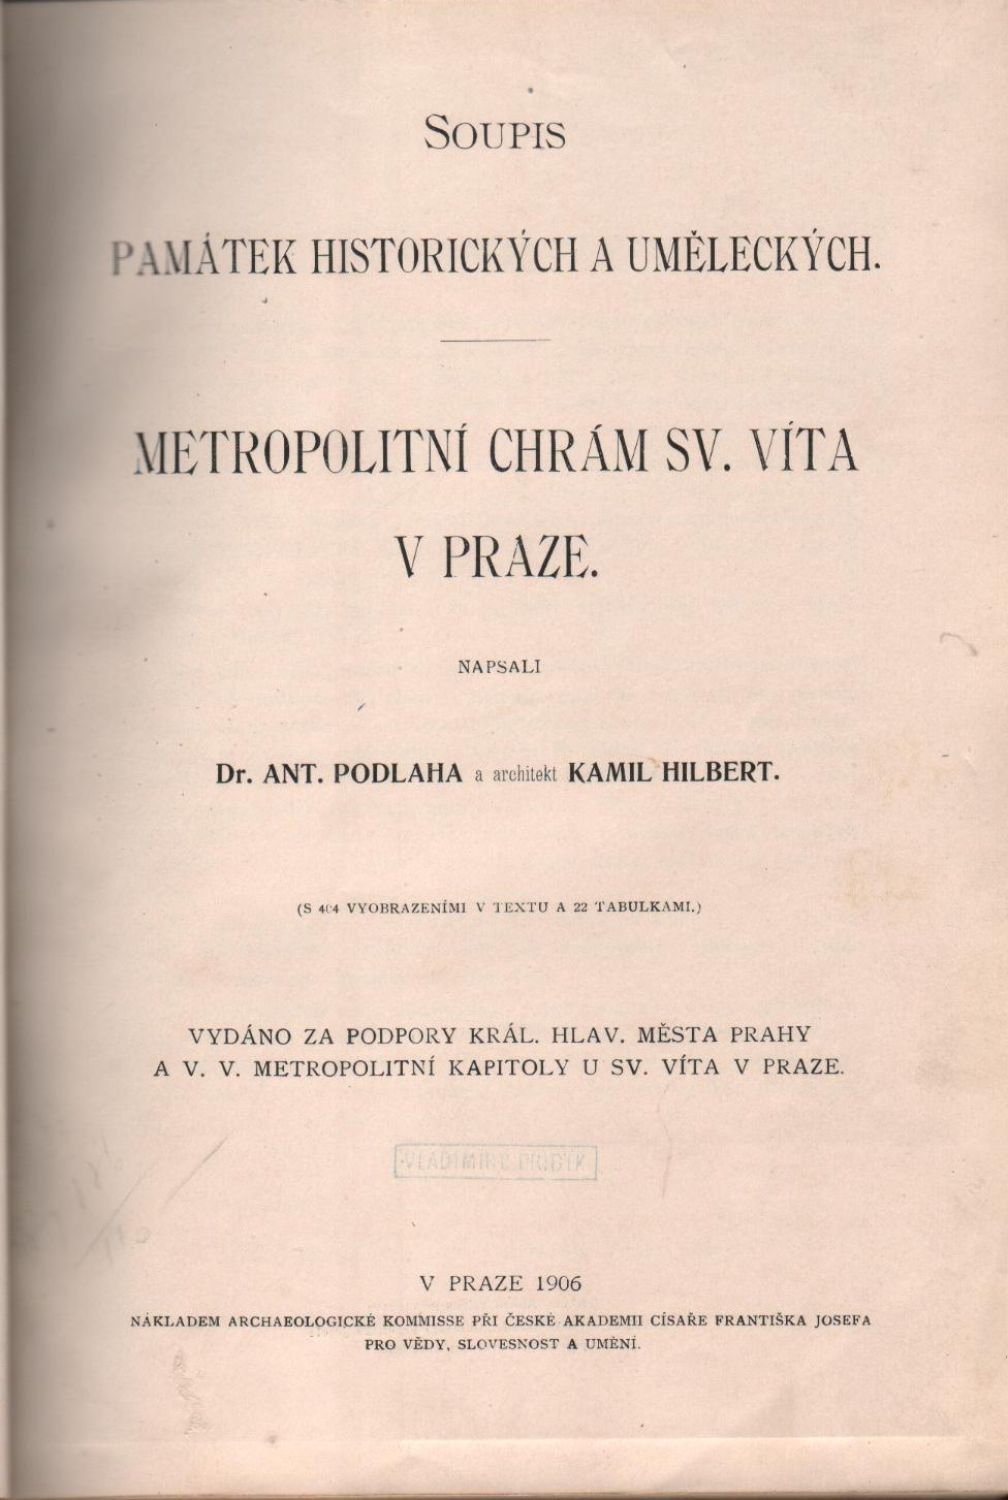 SOUPIS
PAMÁTEK HISTORICKÝCH A UMĚLECKÝCH.
METROPOLITNÍ CHRÁM SV. VÍTA
V PRAZE.
NAPSALI
Dr. ANT. PODLAHA a architekt KAMIL HILBERT.
(S 404 VYOBRAZENÍMI V TEXTU A 22 TABULKAMI.)
VYDÁNO ZA PODPORY KRÁL. HLAV. MĚSTA PRAHY
A V. V. METROPOLITNÍ KAPITOLY U SV. VÍTA V PRAZE.
V PRAZE 1906
NÁKLADEM ARCHAEOLOGICKÉ KOMMISSE PŘI ČESKÉ AKADEMII CÍSAŘE FRANTIŠKA JOSEFA
PRO VĚDY, SLOVESNOST A UMĚNÍ.